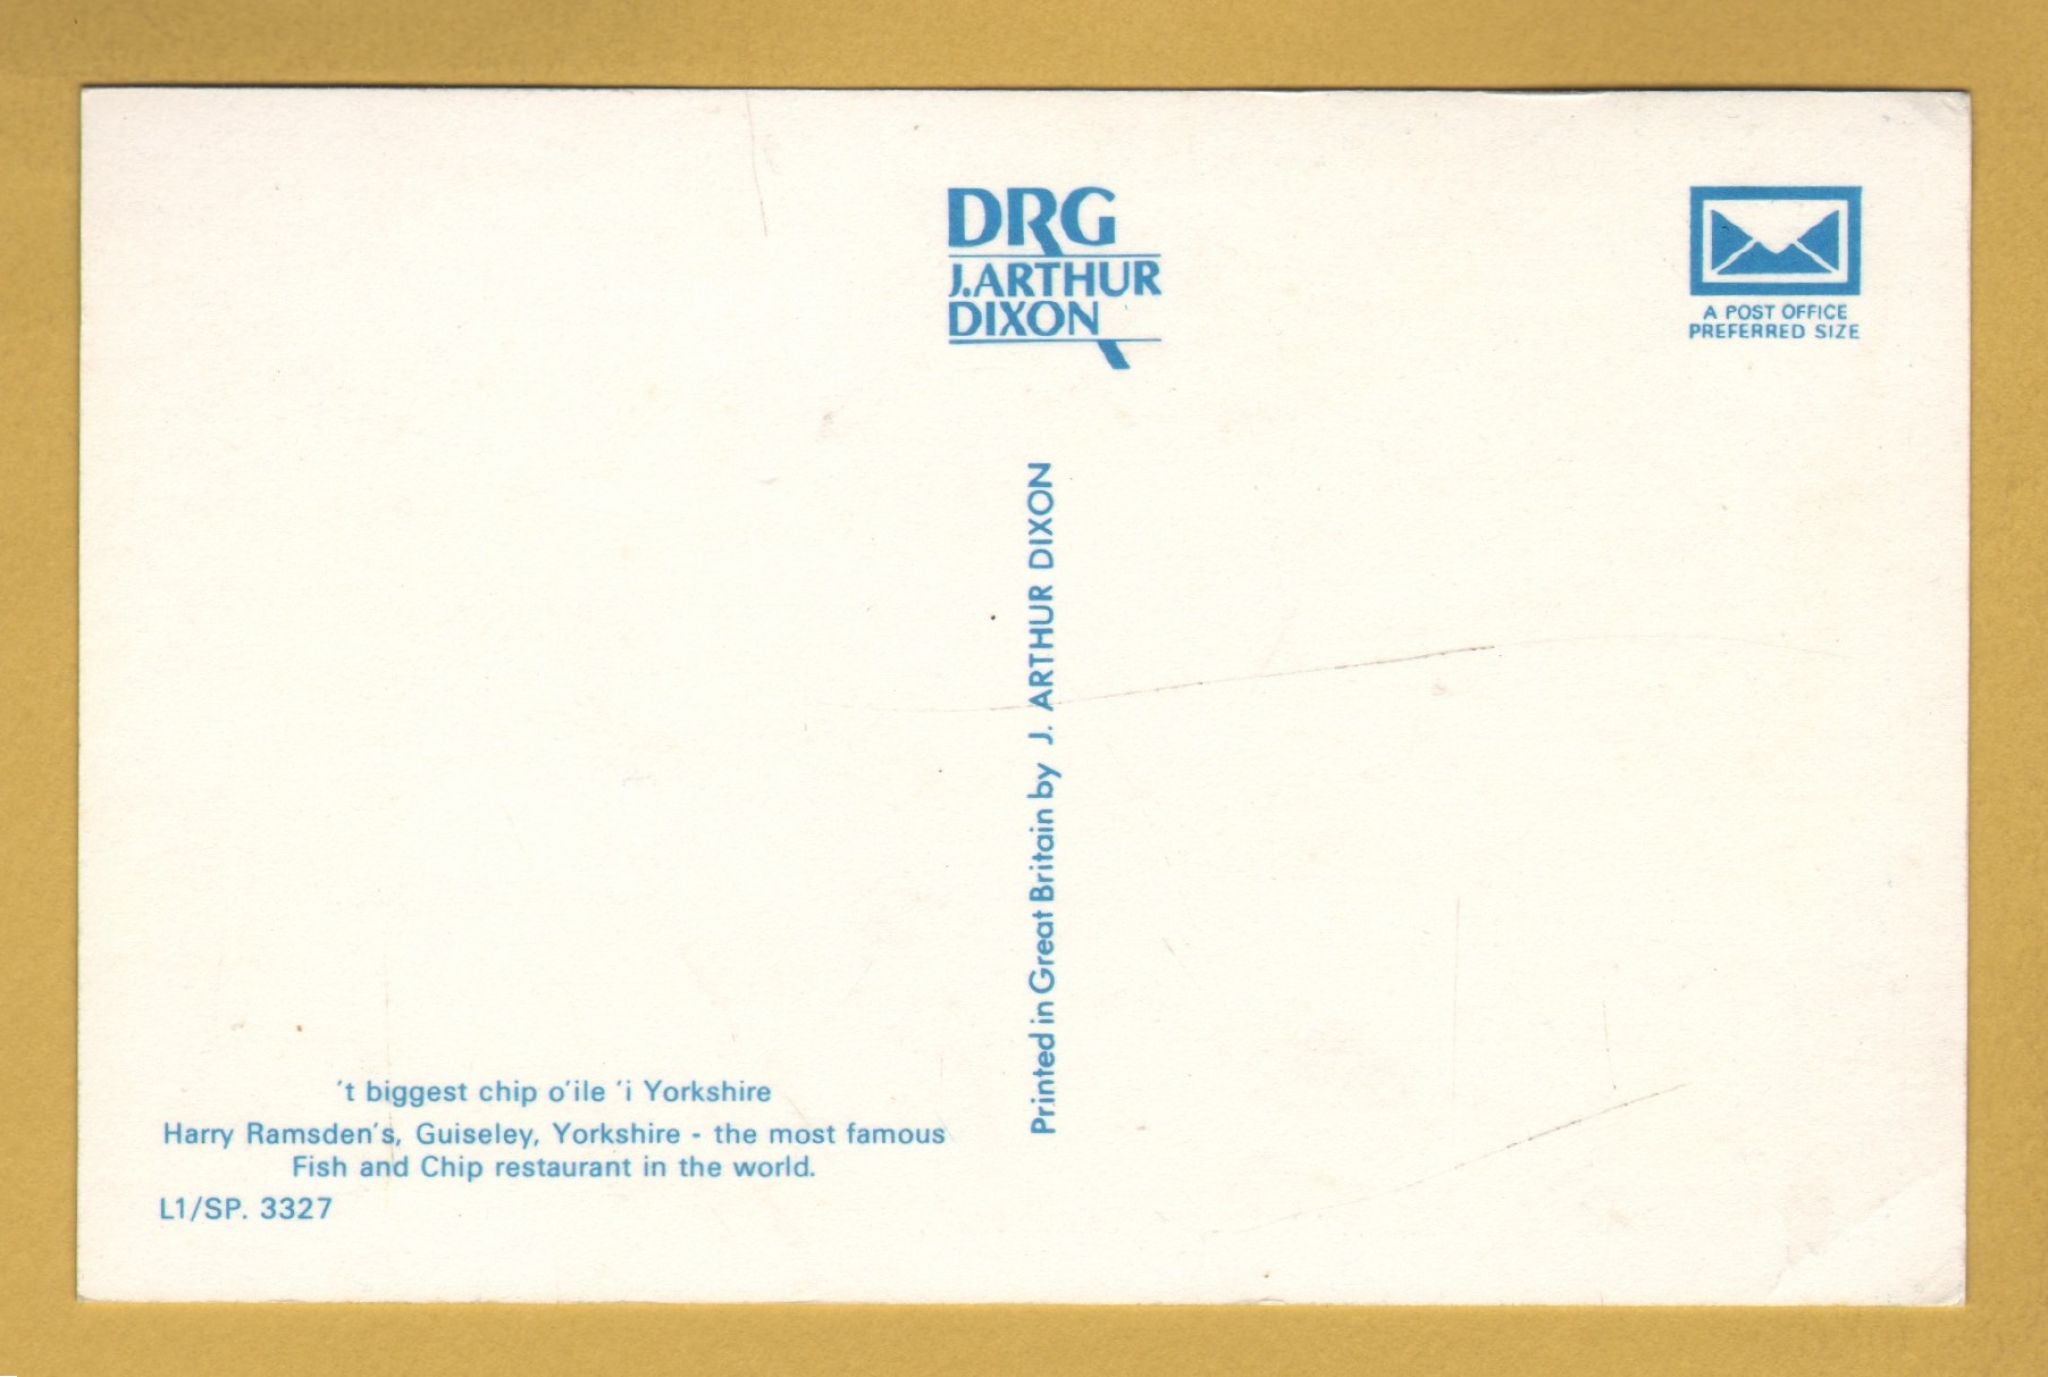 DRG
J.ARTHUR
DIXON
A POST OFFICE
PREFERRED SIZE
Printed in Great Britain by J. ARTHUR DIXON
't biggest chip o'ile 'i Yorkshire
Harry Ramsden's, Guiseley, Yorkshire - the most famous
Fish and Chip restaurant in the world.
L1/SP. 3327